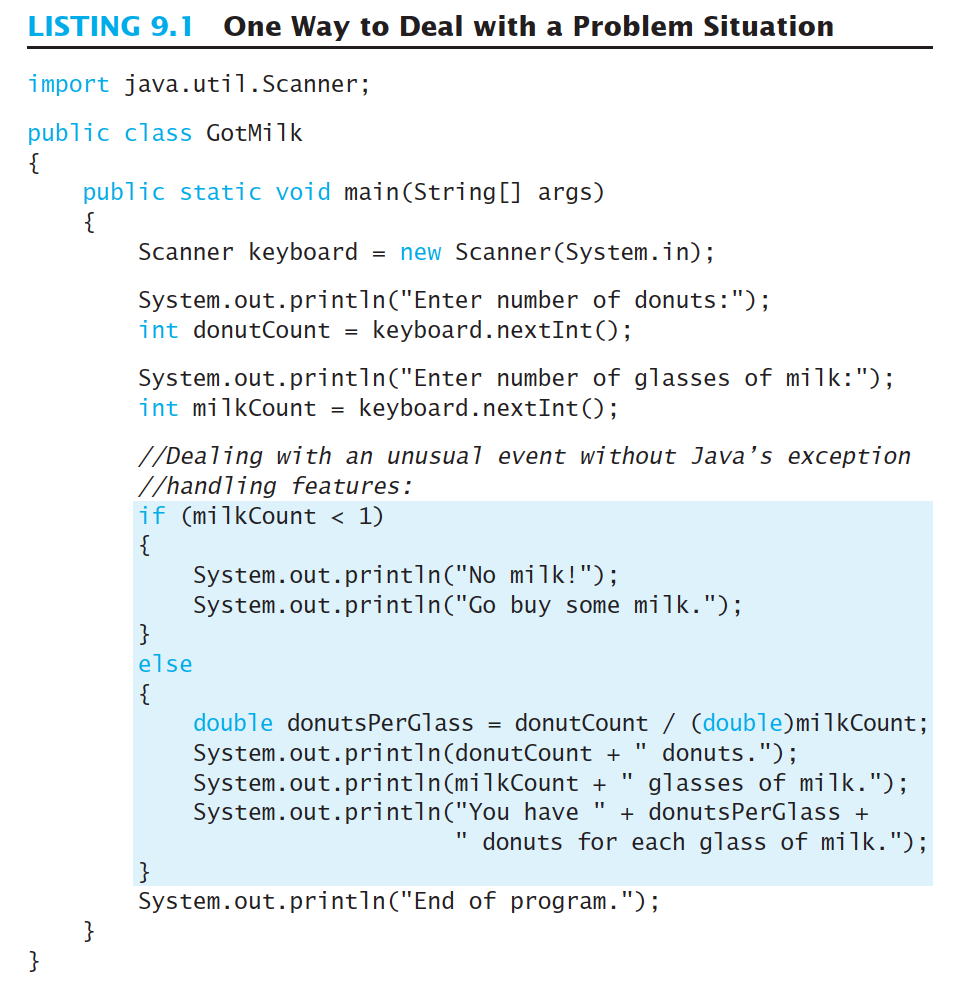 LISTING 9.1 One Way to Deal with a Problem Situation
import java.util.Scanner;
public class GotMilk
{
    public static void main(String[] args)
    {
        Scanner keyboard = new Scanner(System.in);
        System.out.println("Enter number of donuts:");
        int donutCount = keyboard.nextInt();
        System.out.println("Enter number of glasses of milk:");
        int milkCount = keyboard.nextInt();
        //Dealing with an unusual event without Java’s exception
        //handling features:
        if (milkCount < 1)
        {
            System.out.println("No milk!");
            System.out.println("Go buy some milk.");
        }
        else
        {
            double donutsPerGlass = donutCount / (double)milkCount;
            System.out.println(donutCount + " donuts.");
            System.out.println(milkCount + " glasses of milk.");
            System.out.println("You have " + donutsPerGlass +
                               " donuts for each glass of milk.");
        }
        System.out.println("End of program.");
    }
}